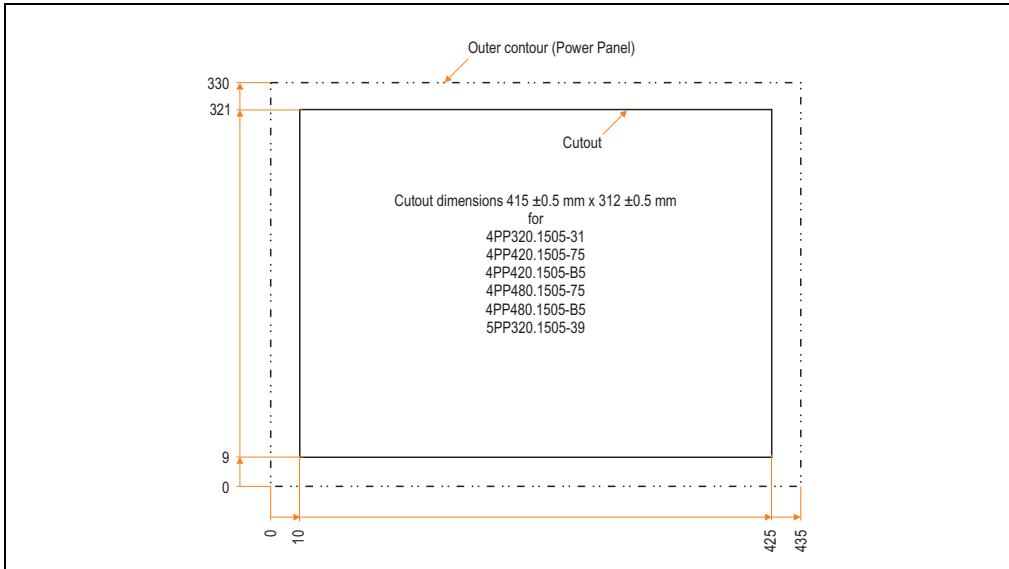 Outer contour (Power Panel)
330
321
Cutout
Cutout dimensions 415 ±0.5 mm x 312 ±0.5 mm
for
4PP320.1505-31
4PP420.1505-75
4PP420.1505-B5
4PP480.1505-75
4PP480.1505-B5
5PP320.1505-39
9
0
0
10
425
435